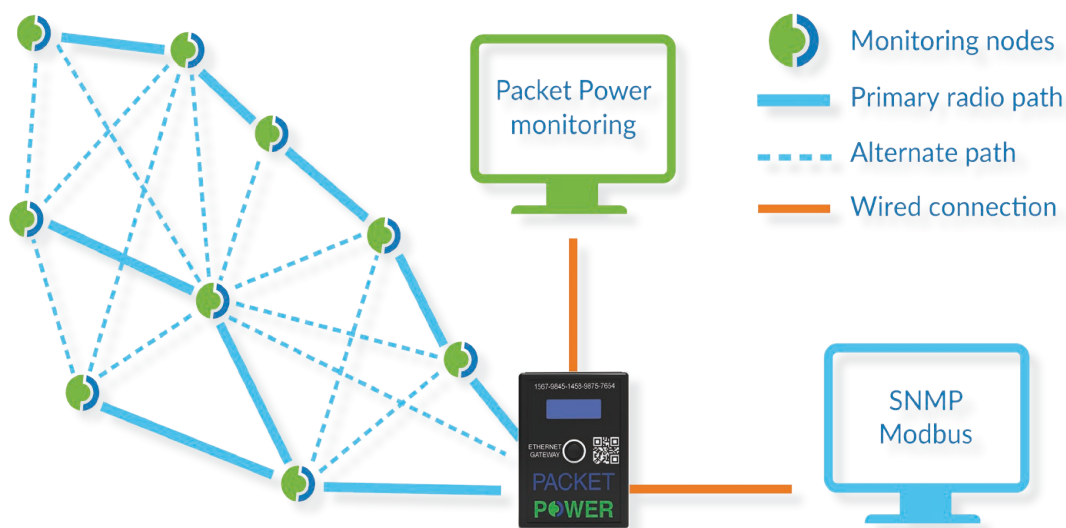 Packet Power
monitoring
Monitoring nodes
Primary radio path
Alternate path
Wired connection
1567-9845-1456-9875-7654
ETHERNET
GATEWAY
PACKET
POWER
SNMP
Modbus